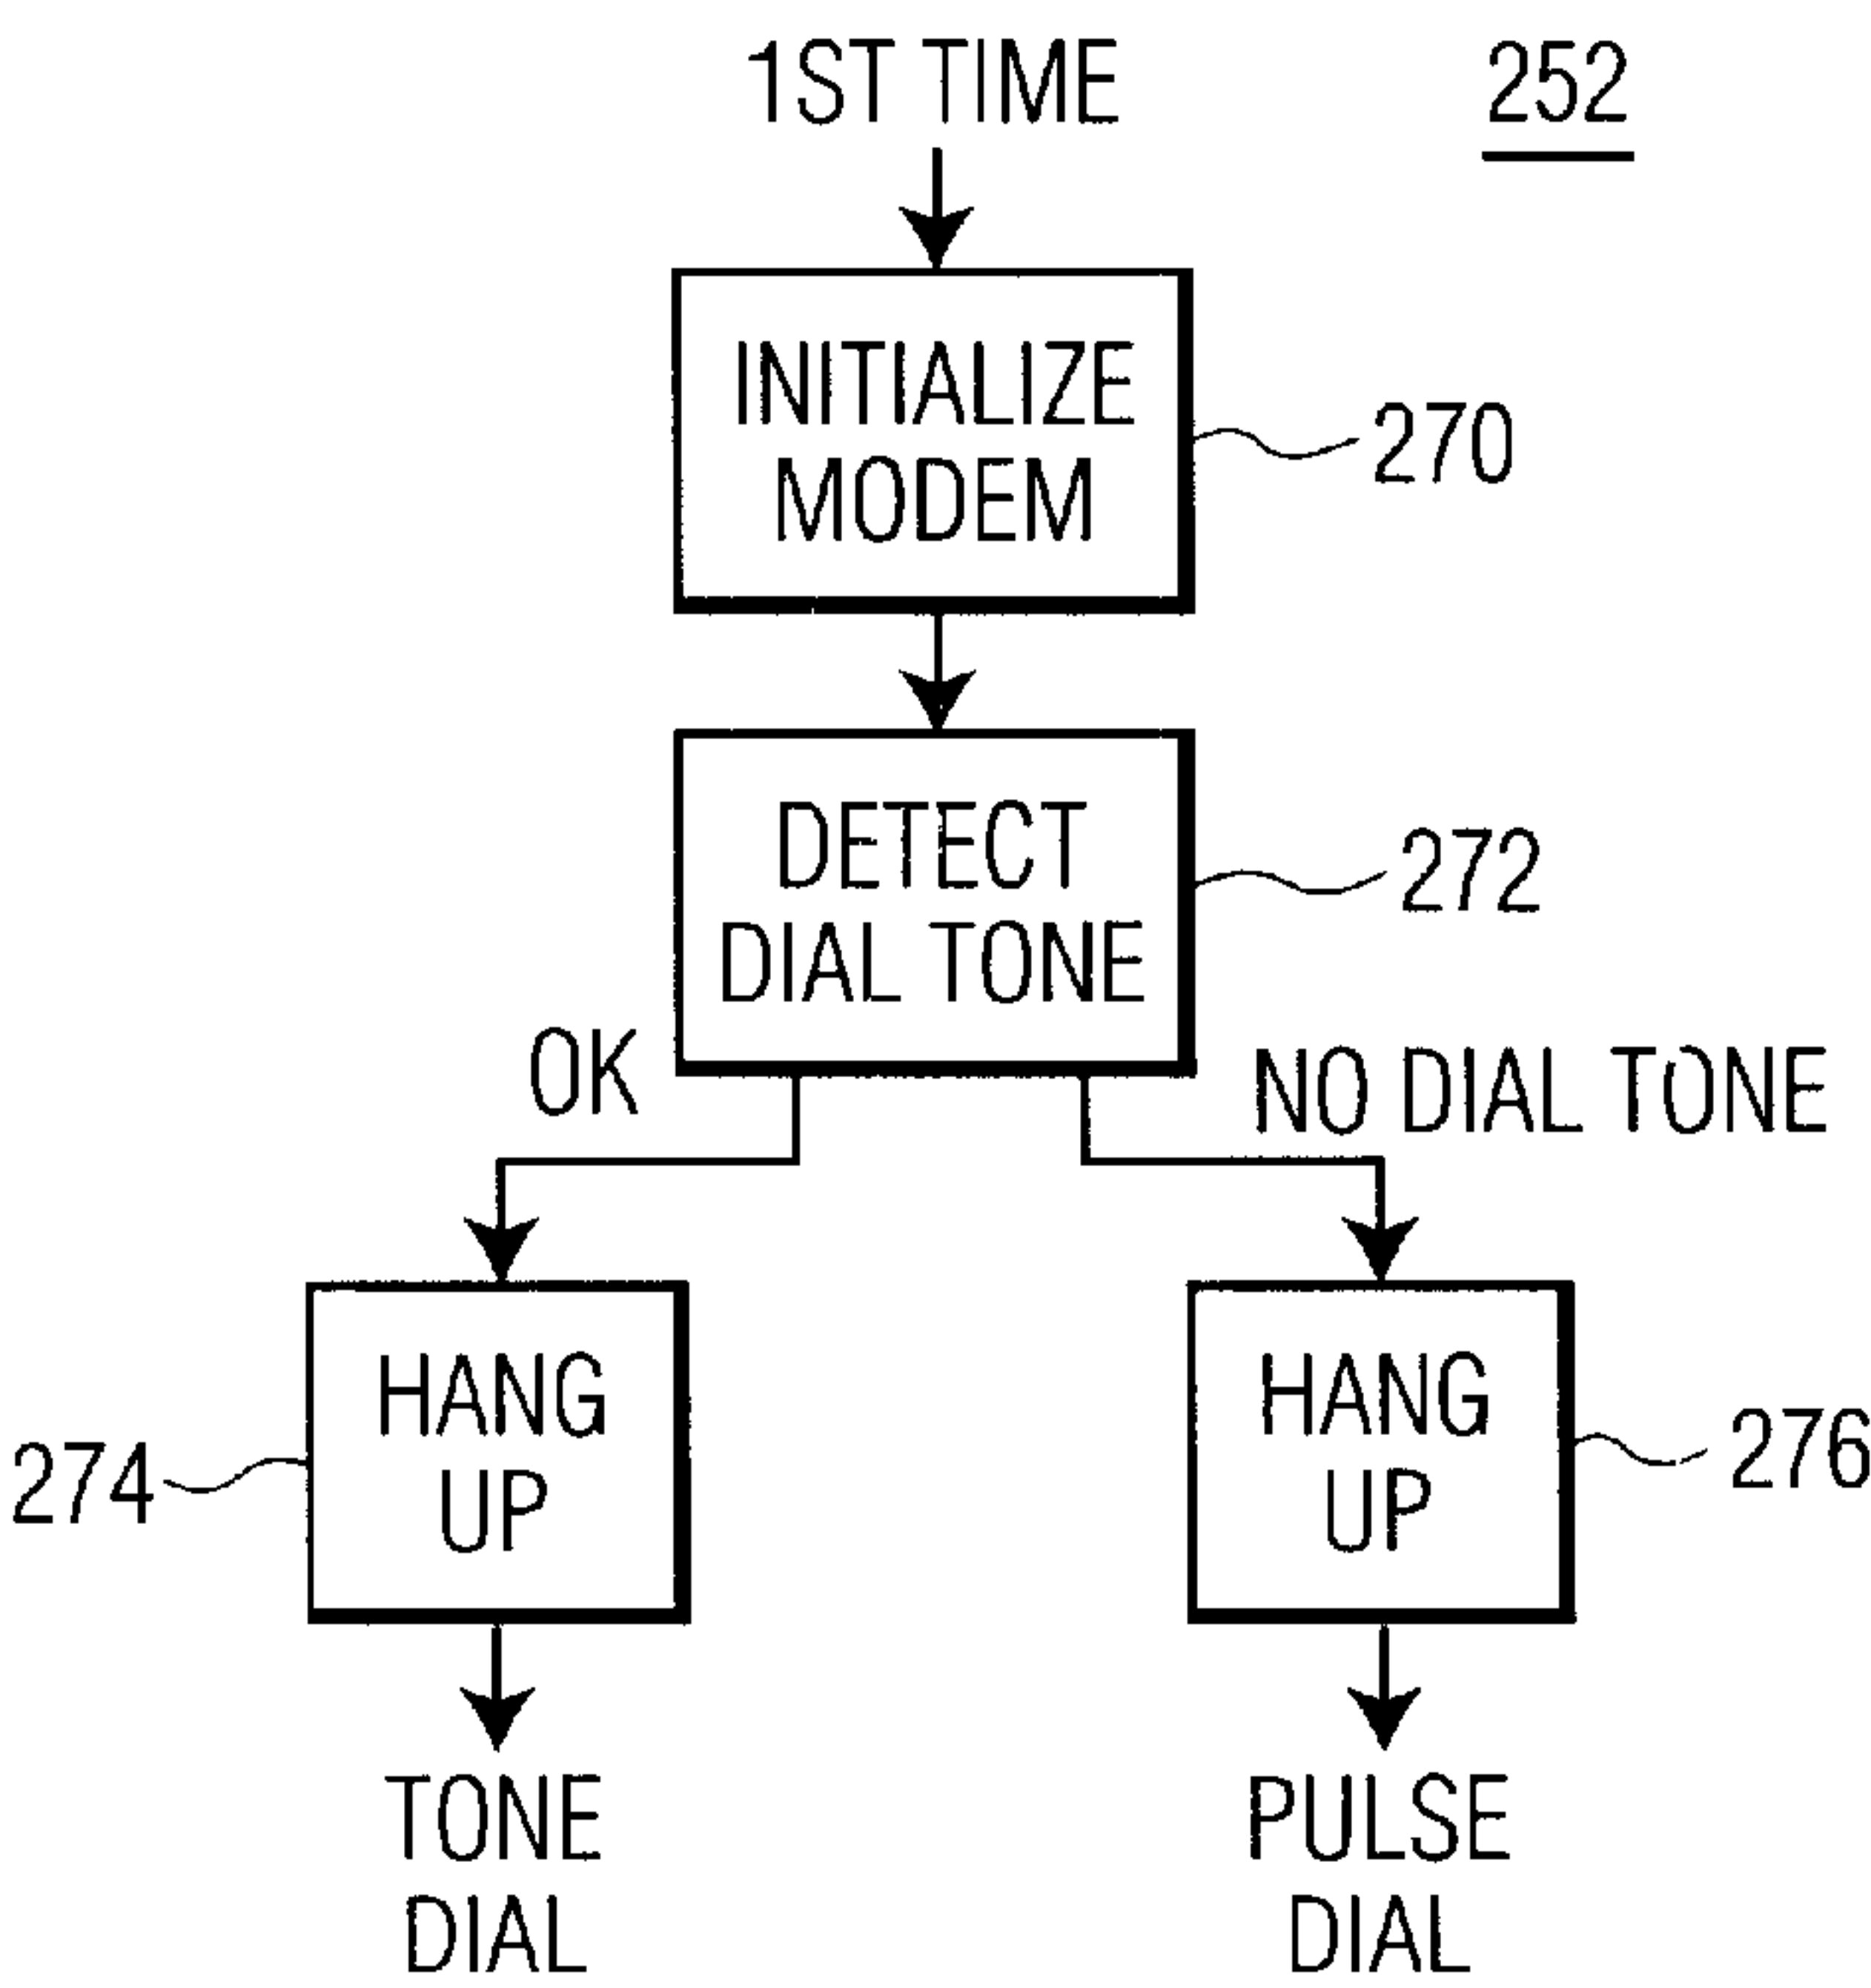 1ST TIME
252
INITIALIZE
MODEM
270
DETECT
DIAL TONE
272
OK
NO DIAL TONE
HANG
UP
274
HANG
UP
276
TONE
DIAL
PULSE
DIAL